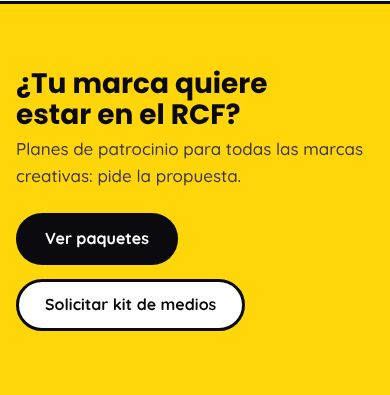 ¿Tu marca quiere
estar en el RCF?
Planes de patrocinio para todas las marcas
creativas: pide la propuesta.
Ver paquetes
Solicitar kit de medios